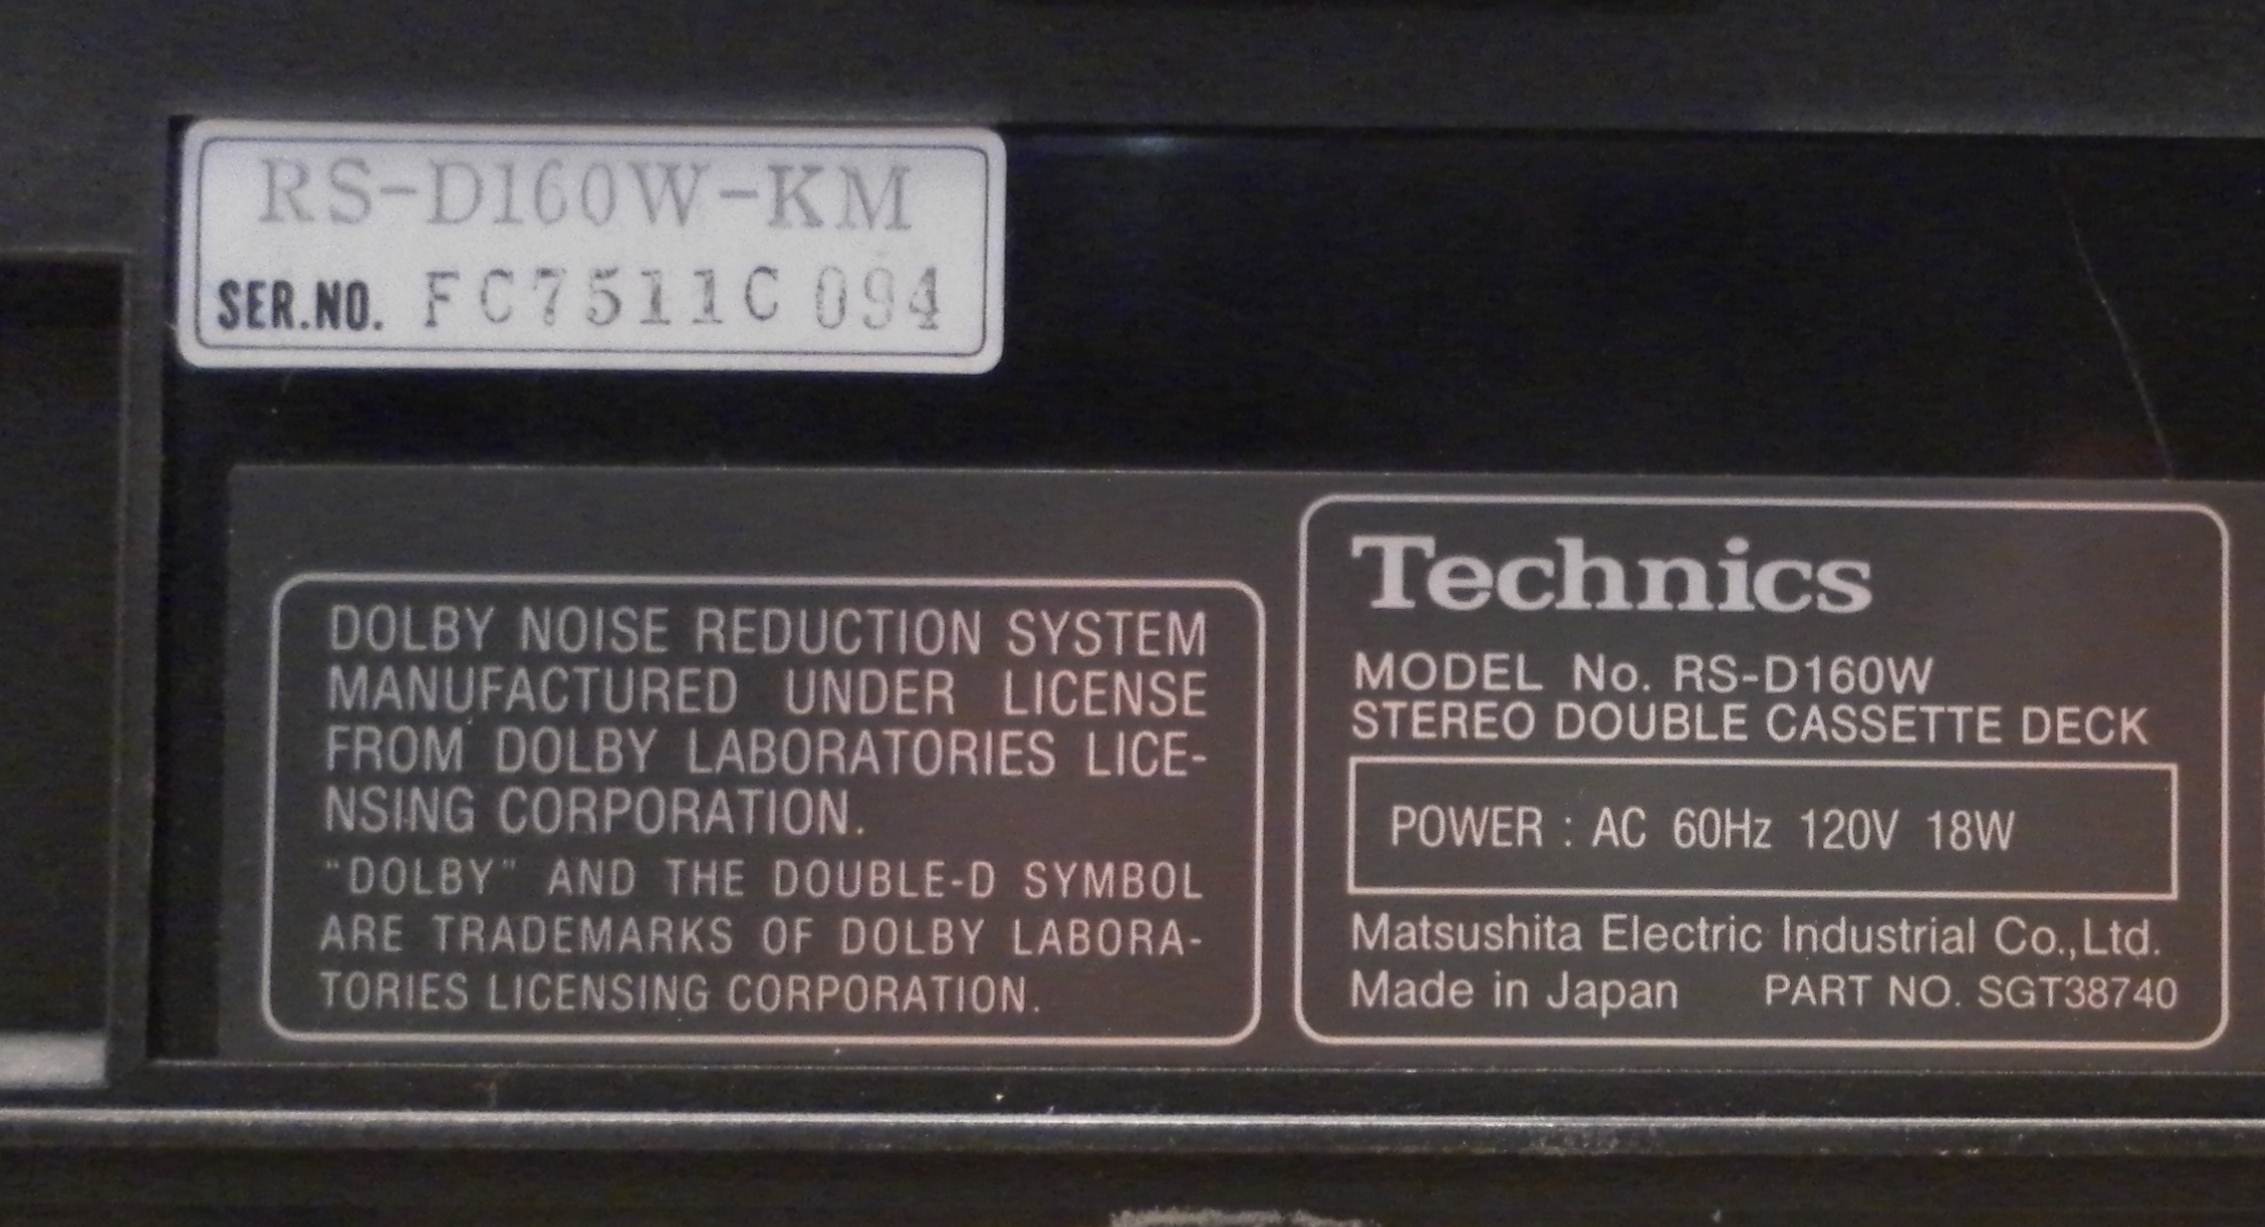 RS-D160W-KM
SER.NO. FC7511C 094
DOLBY NOISE REDUCTION SYSTEM
MANUFACTURED UNDER LICENSE
FROM DOLBY LABORATORIES LICE-
NSING CORPORATION.
"DOLBY" AND THE DOUBLE-D SYMBOL
ARE TRADEMARKS OF DOLBY LABORA-
TORIES LICENSING CORPORATION.
Technics
MODEL No. RS-D160W
STEREO DOUBLE CASSETTE DECK
POWER : AC 60Hz 120V 18W
Matsushita Electric Industrial Co.,Ltd.
Made in Japan PART NO. SGT38740